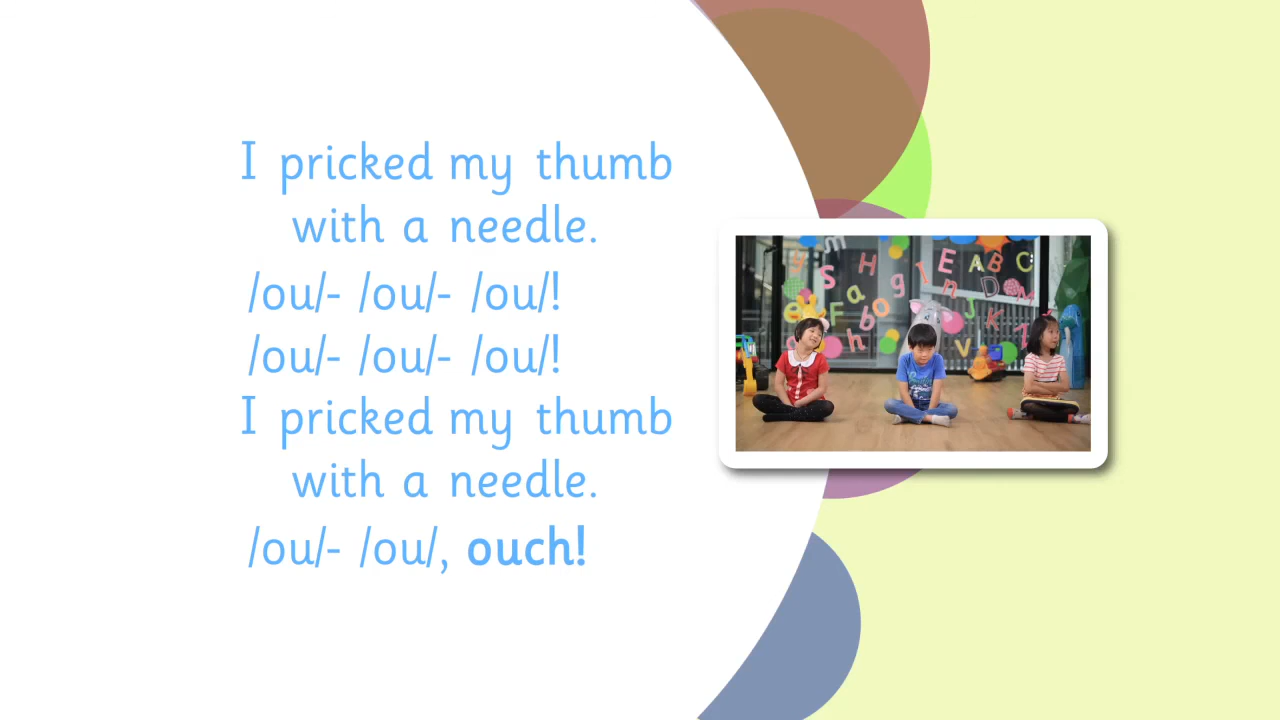 I pricked my thumb
with a needle.
/ou/- /ou/- /ou/!
/ou/- /ou/- /ou/!
I pricked my thumb
with a needle.
/ou/- /ou/, ouch!